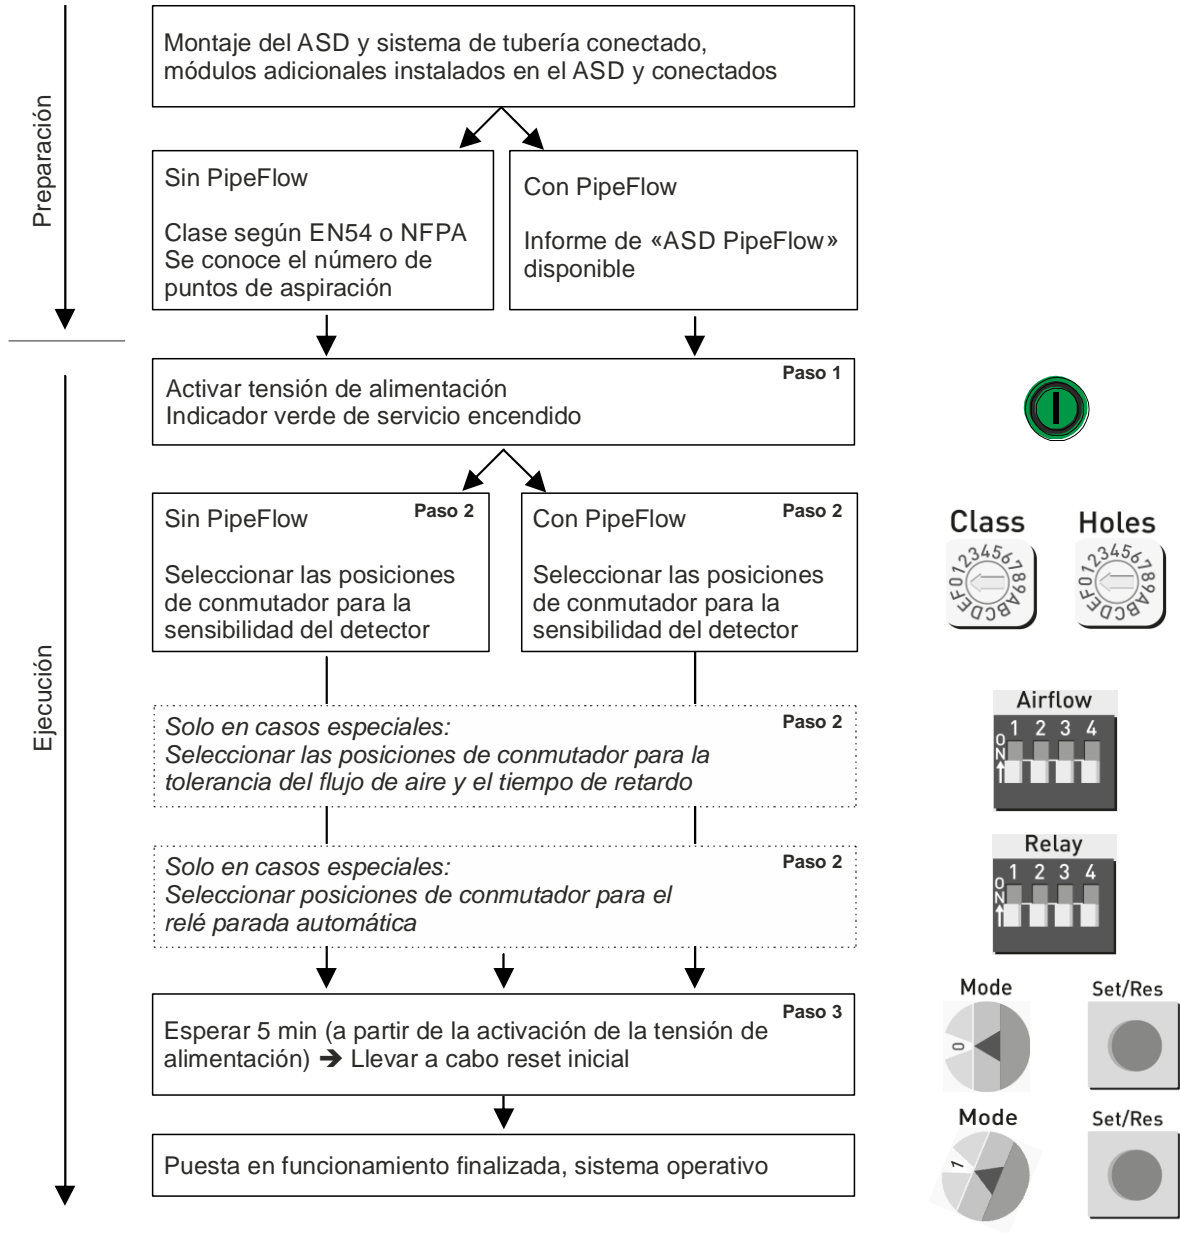 Preparación
Montaje del ASD y sistema de tubería conectado,
módulos adicionales instalados en el ASD y conectados
Sin PipeFlow
Clase según EN54 o NFPA
Se conoce el número de
puntos de aspiración
Con PipeFlow
Informe de «ASD PipeFlow»
disponible
Ejecución
Paso 1
Activar tensión de alimentación
Indicador verde de servicio encendido
Sin PipeFlow
Paso 2
Seleccionar las posiciones
de conmutador para la
sensibilidad del detector
Con PipeFlow
Paso 2
Seleccionar las posiciones
de conmutador para la
sensibilidad del detector
Class
0123456789ABCDEF
Holes
0123456789ABCDEF
Solo en casos especiales:
Paso 2
Seleccionar las posiciones de conmutador para la
tolerancia del flujo de aire y el tiempo de retardo
Airflow
1 2 3 4
ON
Solo en casos especiales:
Paso 2
Seleccionar posiciones de conmutador para el
relé parada automática
Relay
1 2 3 4
ON
Paso 3
Esperar 5 min (a partir de la activación de la tensión de
alimentación) ➔ Llevar a cabo reset inicial
Mode
0
Set/Res
Puesta en funcionamiento finalizada, sistema operativo
Mode
1
Set/Res